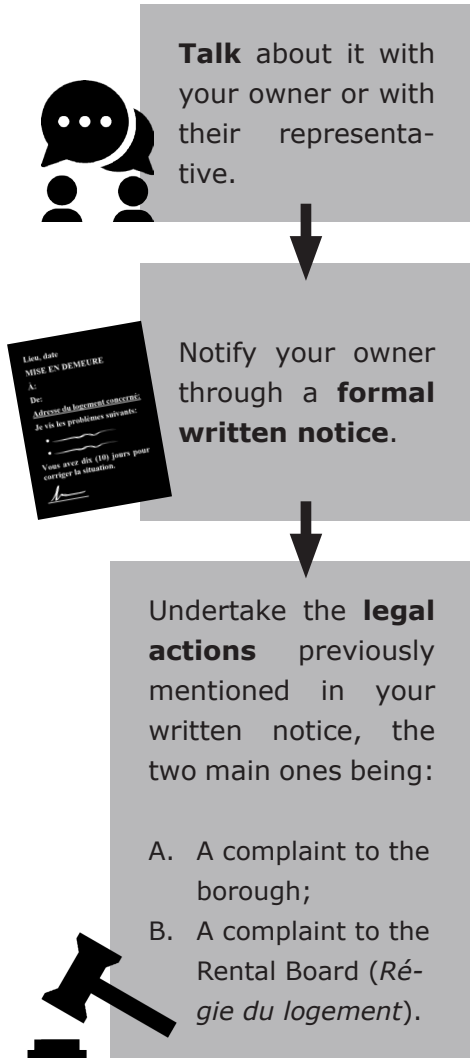 Talk about it with
your owner or with
their representa-
tive.
Lieu, date
MISE EN DEMEURE
À:
De:
Adresse du logement concerné:
Je vis les problèmes suivants:
Vous avez dix (10) jours pour
corriger la situation.
Notify your owner
through a formal
written notice.
Undertake the legal
actions previously
mentioned in your
written notice, the
two main ones being:
A. A complaint to the
borough;
B. A complaint to the
Rental Board (Ré-
gie du logement).